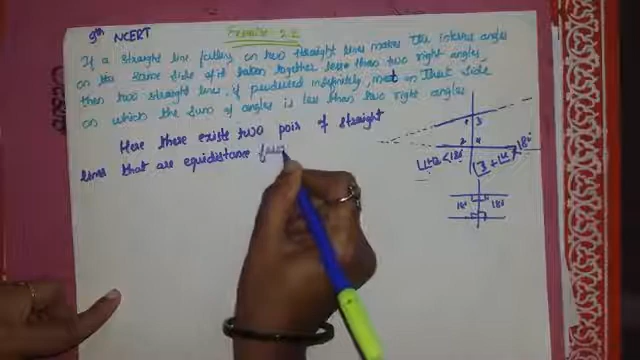 9th NCERT
Exercise 5.2
If a straight line falling on two straight lines makes the interior angles
on the same side of it taken together less than two right angles,
then two straight lines, if produced indefinitely, meet on that side
on which the sum of angles is less than two right angles
Here there exists two pair of straight
lines that are equidistance from
1 3
2 4
∠1+∠2<180
∠3+∠4
180
180 180